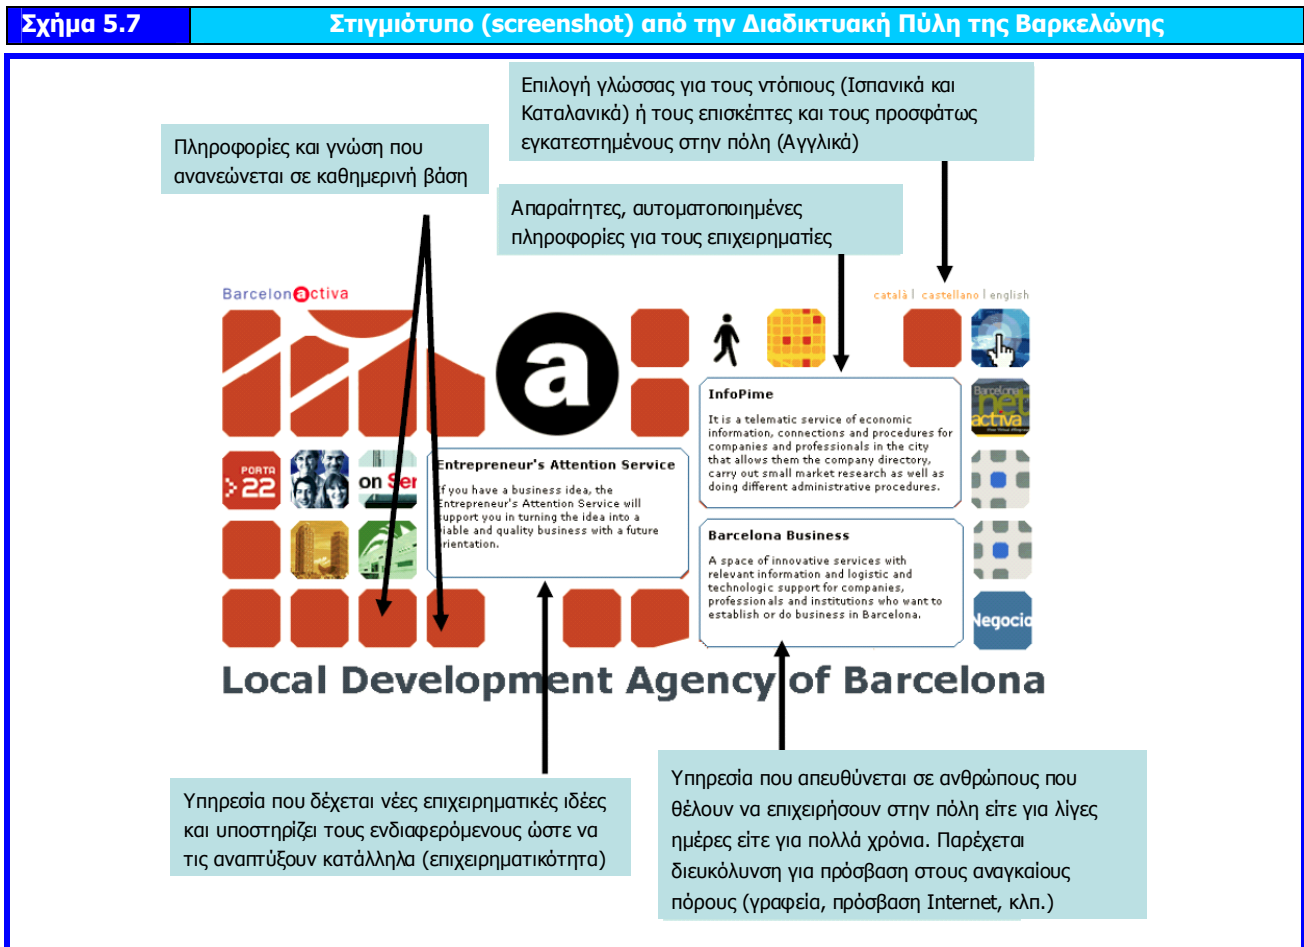 Σχήμα 5.7
Στιγμιότυπο (screenshot) από την Διαδικτυακή Πύλη της Βαρκελώνης
Επιλογή γλώσσας για τους ντόπιους (Ισπανικά και
Καταλανικά) ή τους επισκέπτες και τους προσφάτως
εγκατεστημένους στην πόλη (Αγγλικά)
Πληροφορίες και γνώση που
ανανεώνεται σε καθημερινή βάση
Απαραίτητες, αυτοματοποιημένες
πληροφορίες για τους επιχειρηματίες
Barcelonactiva
català | castellano | english
a
InfoPime
It is a telematic service of economic
information, connections and procedures for
companies and professionals in the city
that allows them the company directory,
carry out small market research as well as
doing different administrative procedures.
Barcelona
net
activa
PORTA
> 22
on Ser
Entrepreneur's Attention Service
If you have a business idea, the
Entrepreneur's Attention Service will
support you in turning the idea into a
viable and quality business with a future
orientation.
Barcelona Business
A space of innovative services with
relevant information and logistic and
technologic support for companies,
professionals and institutions who want to
establish or do business in Barcelona.
Negocio
Local Development Agency of Barcelona
Υπηρεσία που δέχεται νέες επιχειρηματικές ιδέες
και υποστηρίζει τους ενδιαφερόμενους ώστε να
τις αναπτύξουν κατάλληλα (επιχειρηματικότητα)
Υπηρεσία που απευθύνεται σε ανθρώπους που
θέλουν να επιχειρήσουν στην πόλη είτε για λίγες
ημέρες είτε για πολλά χρόνια. Παρέχεται
διευκόλυνση για πρόσβαση στους αναγκαίους
πόρους (γραφεία, πρόσβαση Internet, κλπ.)